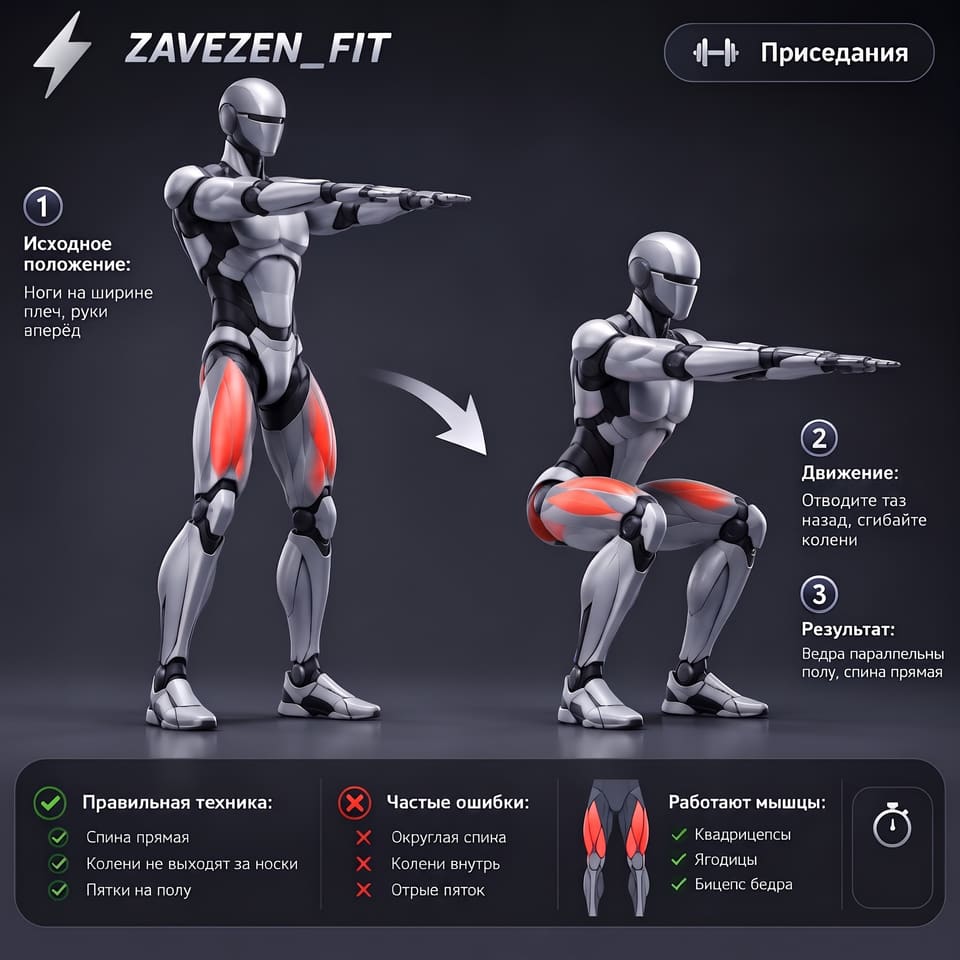 ZAVEZEN_FIT
Приседания
1
Исходное
положение:
Ноги на ширине
плеч, руки
аперёд
2
Движение:
Отводите таз
назад, сгибайте
колени
3
Результат:
Ведра паралпельны
полу, спина прямая
Правильная техника:
Спина прямая
Колени не выходят за носки
Пятки на полу
Частые ошибки:
Округлая спина
Колени внутрь
Отрые пяток
Работают мышцы:
Квадрицепсы
Ягодицы
Бицепс бедра